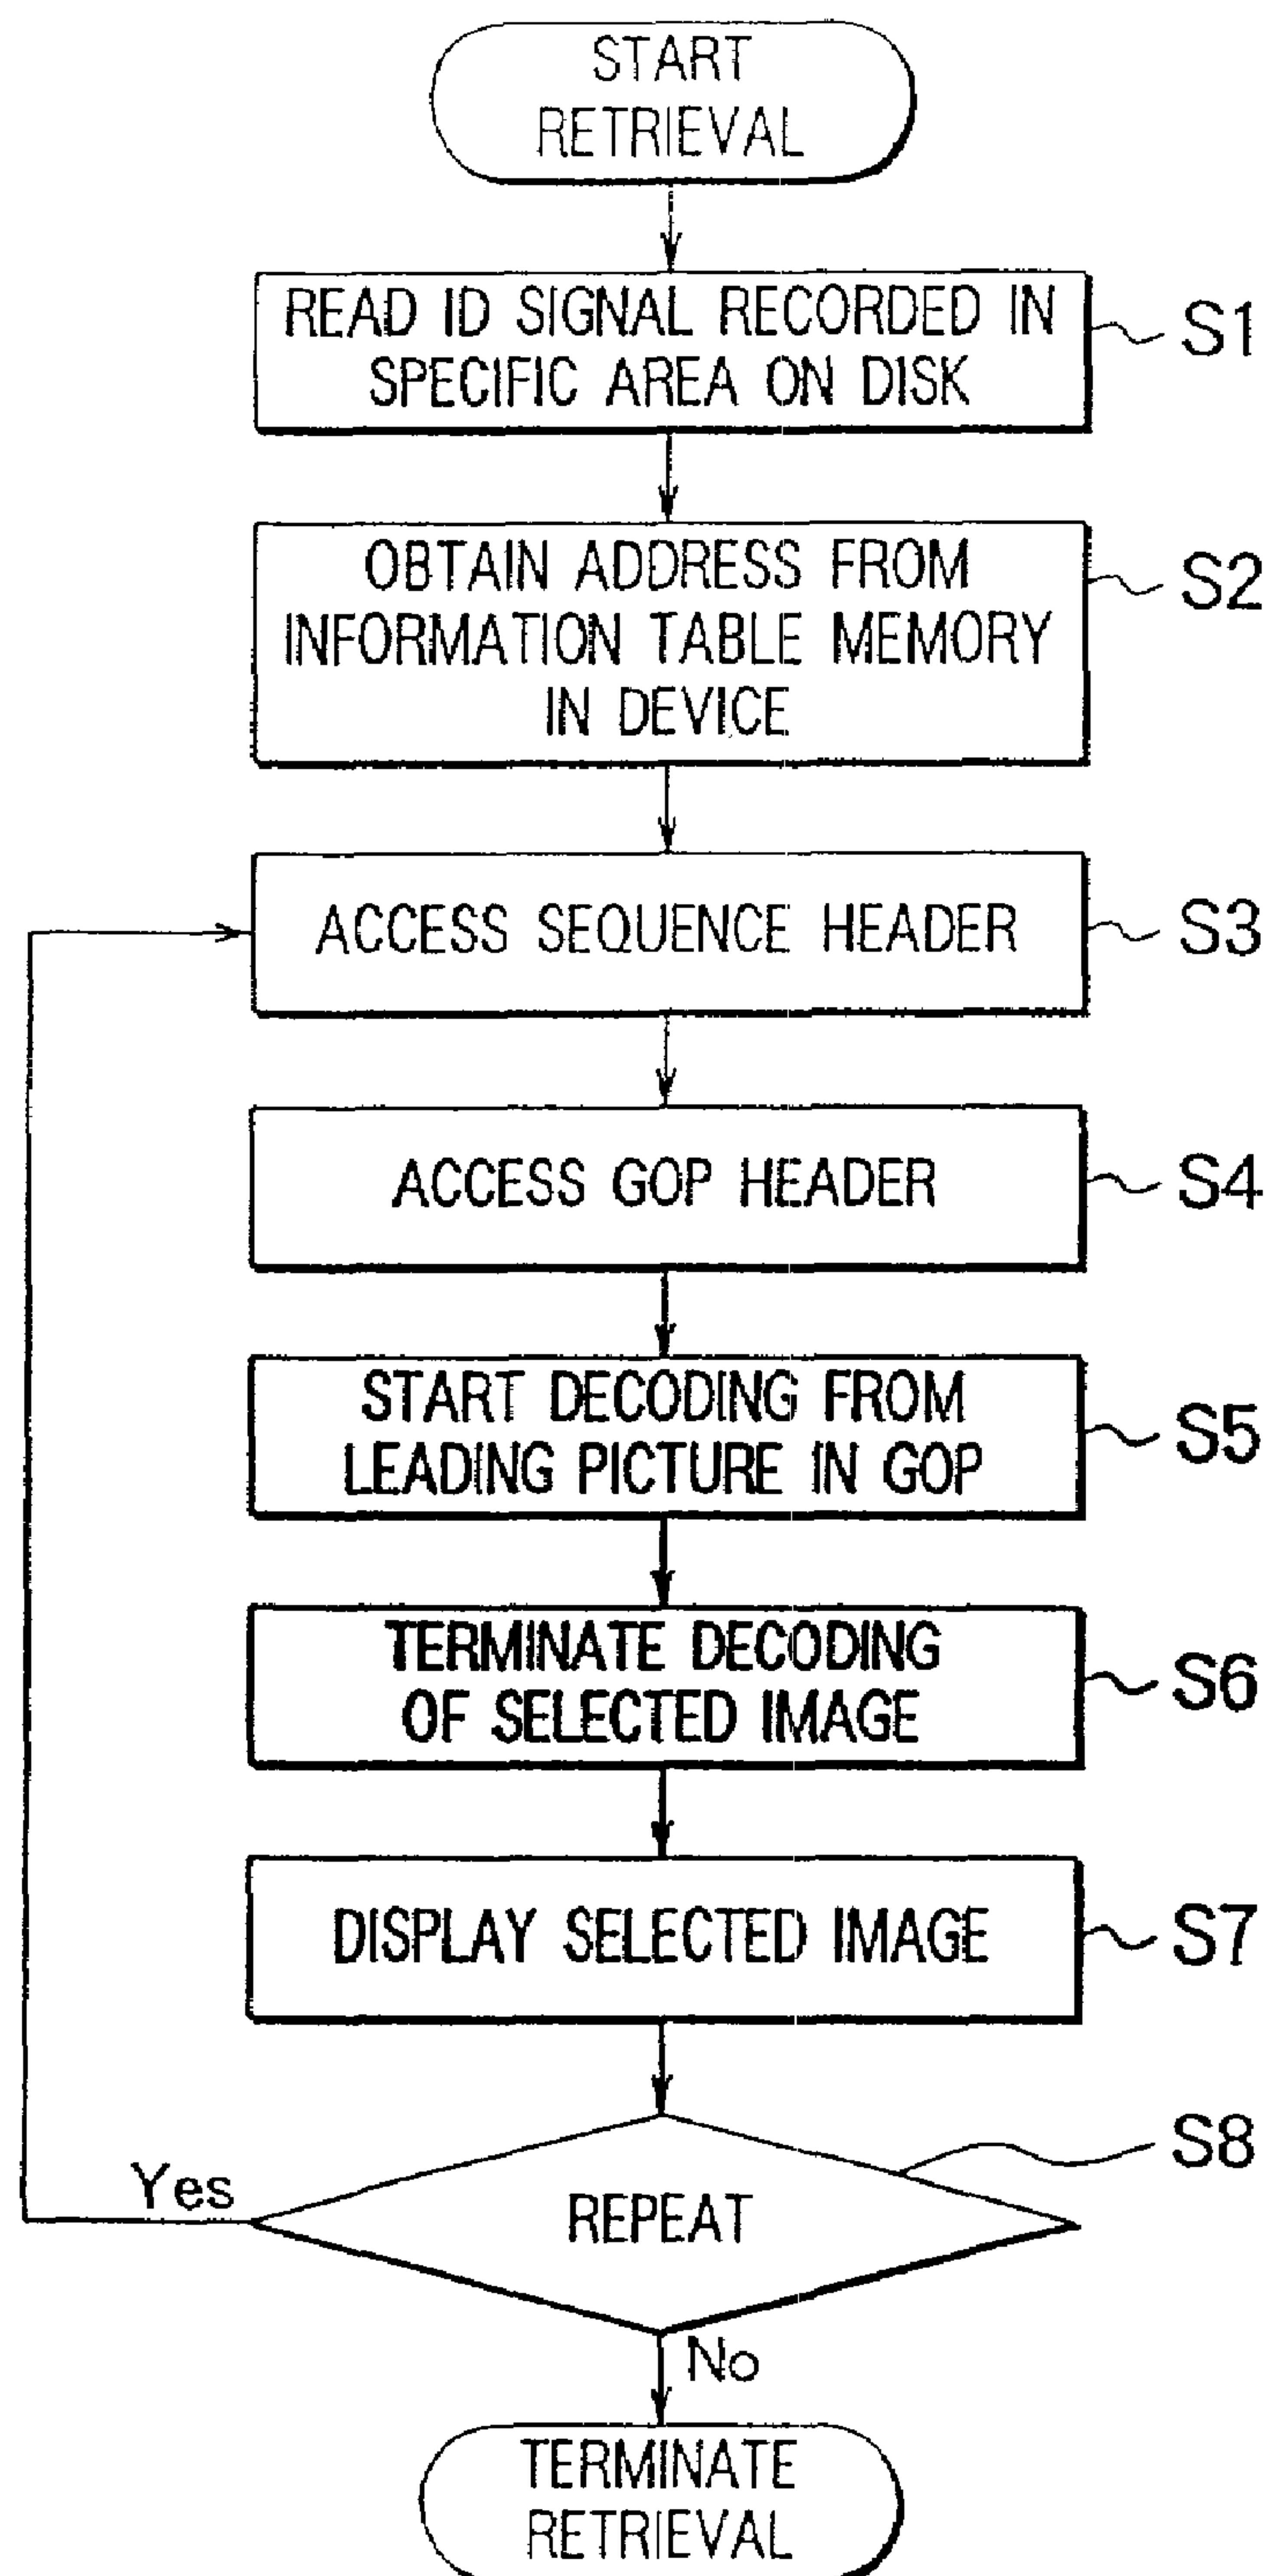 START
RETRIEVAL
READ ID SIGNAL RECORDED IN
SPECIFIC AREA ON DISK
S1
OBTAIN ADDRESS FROM
INFORMATION TABLE MEMORY
IN DEVICE
S2
ACCESS SEQUENCE HEADER
S3
ACCESS GOP HEADER
S4
START DECODING FROM
LEADING PICTURE IN GOP
S5
TERMINATE DECODING
OF SELECTED IMAGE
S6
DISPLAY SELECTED IMAGE
S7
S8
Yes
REPEAT
No
TERMINATE
RETRIEVAL